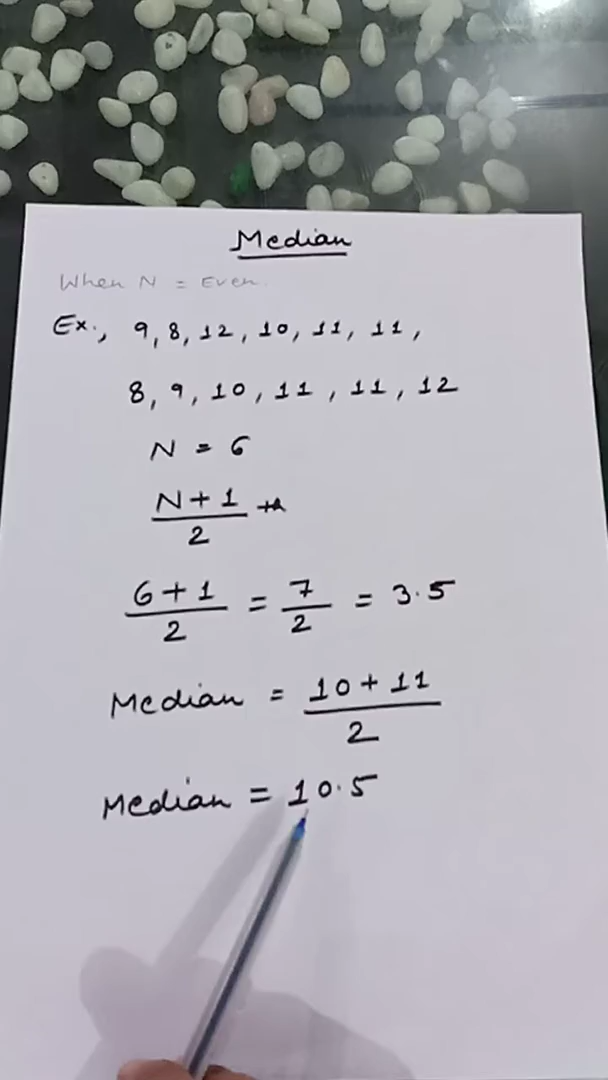 Median
When N = Even.
Ex., 9, 8, 12, 10, 11, 11,
8, 9, 10, 11, 11, 12
N = 6
N+1/2 th
6+1/2 = 7/2 = 3.5
Median = 10+11/2
Median = 10.5